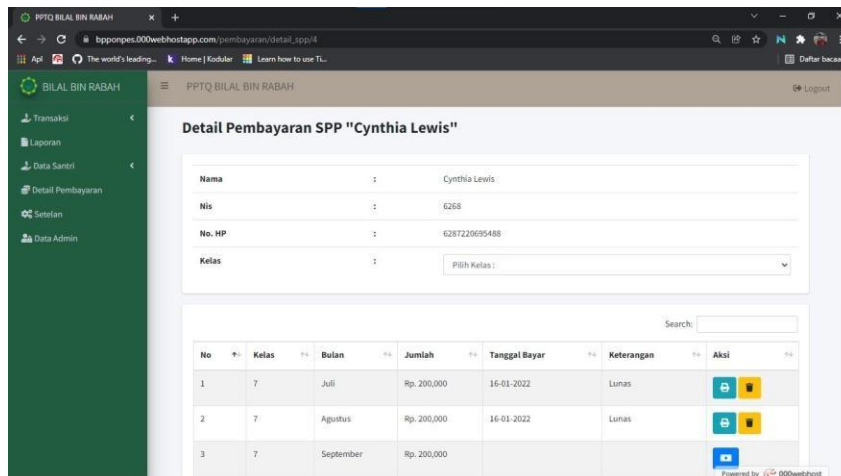 PPTQ BILAL BIN RABAH
bpponpes.000webhostapp.com/pembayaran/detail_spp/4
Apl The world's leading... Home | Kodular Learn how to use Ti... Daftar bacaa
BILAL BIN RABAH PPTQ BILAL BIN RABAH Logout
Transaksi
Laporan
Data Santri
Detail Pembayaran
Setelan
Data Admin
Detail Pembayaran SPP "Cynthia Lewis"
Nama : Cynthia Lewis
Nis : 6268
No. HP : 6287220695488
Kelas : Pilih Kelas :
Search:
No Kelas Bulan Jumlah Tanggal Bayar Keterangan Aksi
1 7 Juli Rp. 200,000 16-01-2022 Lunas
2 7 Agustus Rp. 200,000 16-01-2022 Lunas
3 7 September Rp. 200,000
Powered by 000webhost